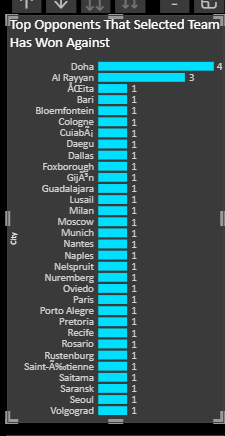 Top Opponents That Selected Team
Has Won Against
City
Doha 4
Al Rayyan 3
ÅŒita 1
Bari 1
Bloemfontein 1
Cologne 1
CuiabÃ¡ 1
Daegu 1
Dallas 1
Foxborough 1
GijÃ³n 1
Guadalajara 1
Lusail 1
Milan 1
Moscow 1
Munich 1
Nantes 1
Naples 1
Nelspruit 1
Nuremberg 1
Oviedo 1
Paris 1
Porto Alegre 1
Pretoria 1
Recife 1
Rosario 1
Rustenburg 1
Saint-Ã‰tienne 1
Saitama 1
Saransk 1
Seoul 1
Volgograd 1